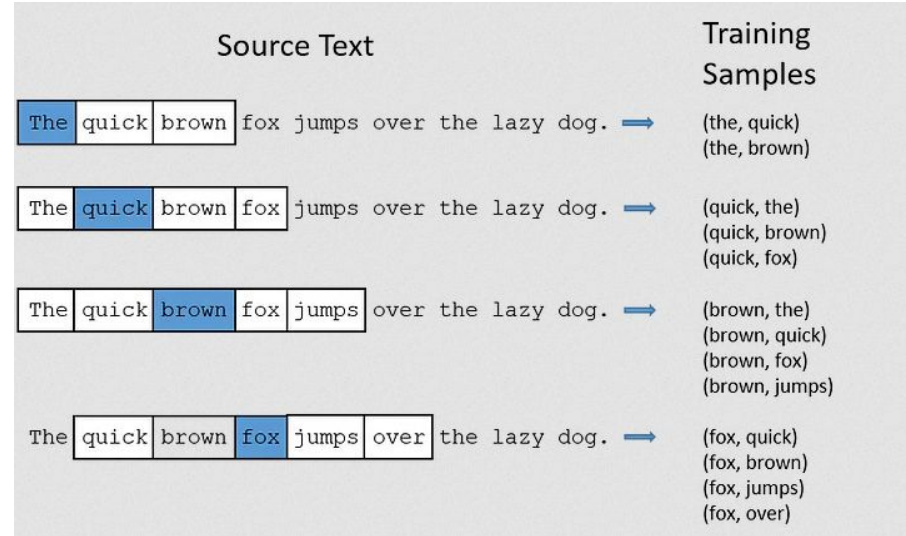 Source Text
Training
Samples
The quick brown fox jumps over the lazy dog.
(the, quick)
(the, brown)
The quick brown fox jumps over the lazy dog.
(quick, the)
(quick, brown)
(quick, fox)
The quick brown fox jumps over the lazy dog.
(brown, the)
(brown, quick)
(brown, fox)
(brown, jumps)
The quick brown fox jumps over the lazy dog.
(fox, quick)
(fox, brown)
(fox, jumps)
(fox, over)